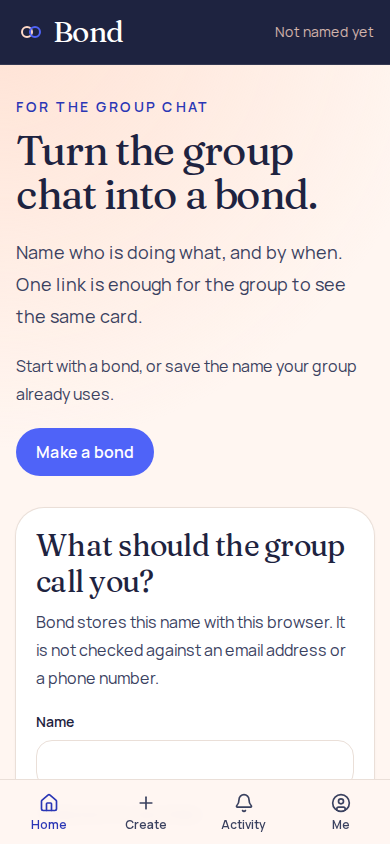 Bond
Not named yet
FOR THE GROUP CHAT
Turn the group
chat into a bond.
Name who is doing what, and by when.
One link is enough for the group to see
the same card.
Start with a bond, or save the name your group
already uses.
Make a bond
What should the group
call you?
Bond stores this name with this browser. It
is not checked against an email address or
a phone number.
Name
Home
Create
Activity
Me